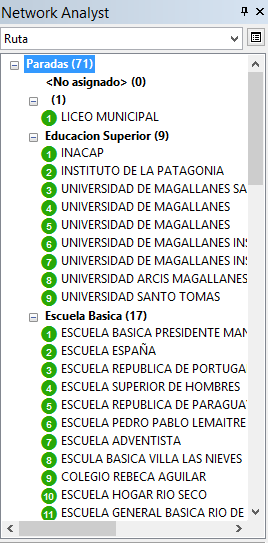 Network Analyst
Ruta
Paradas (71)
<No asignado> (0)
(1)
1 LICEO MUNICIPAL
Educacion Superior (9)
1 INACAP
2 INSTITUTO DE LA PATAGONIA
3 UNIVERSIDAD DE MAGALLANES SA
4 UNIVERSIDAD DE MAGALLANES
5 UNIVERSIDAD DE MAGALLANES
6 UNIVERSIDAD DE MAGALLANES INS
7 UNIVERSIDAD DE MAGALLANES INS
8 UNIVERSIDAD ARCIS MAGALLANES
9 UNIVERSIDAD SANTO TOMAS
Escuela Basica (17)
1 ESCUELA BASICA PRESIDENTE MAN
2 ESCUELA ESPAÑA
3 ESCUELA REPUBLICA DE PORTUGA
4 ESCUELA SUPERIOR DE HOMBRES
5 ESCUELA REPUBLICA DE PARAGUA
6 ESCUELA PEDRO PABLO LEMAITRE
7 ESCUELA ADVENTISTA
8 ESCULA BASICA VILLA LAS NIEVES
9 COLEGIO REBECA AGUILAR
10 ESCUELA HOGAR RIO SECO
11 ESCUELA GENERAL BASICA RIO DE